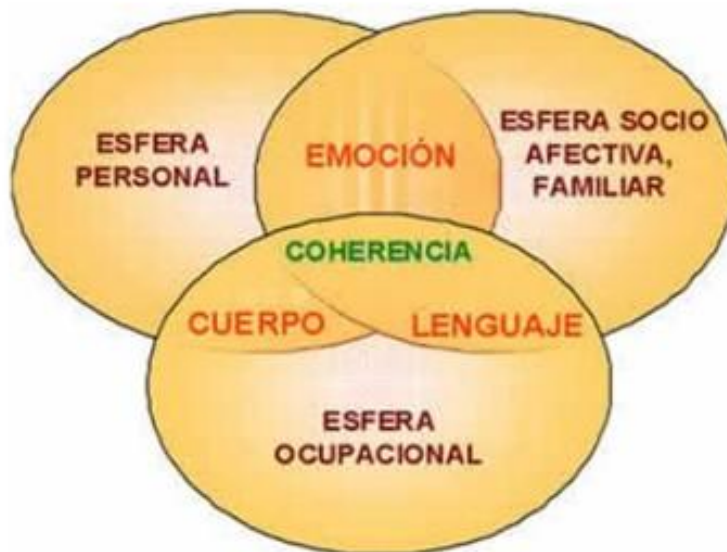 ESFERA
PERSONAL
EMOCIÓN
ESFERA SOCIO
AFECTIVA,
FAMILIAR
COHERENCIA
CUERPO
LENGUAJE
ESFERA
OCUPACIONAL